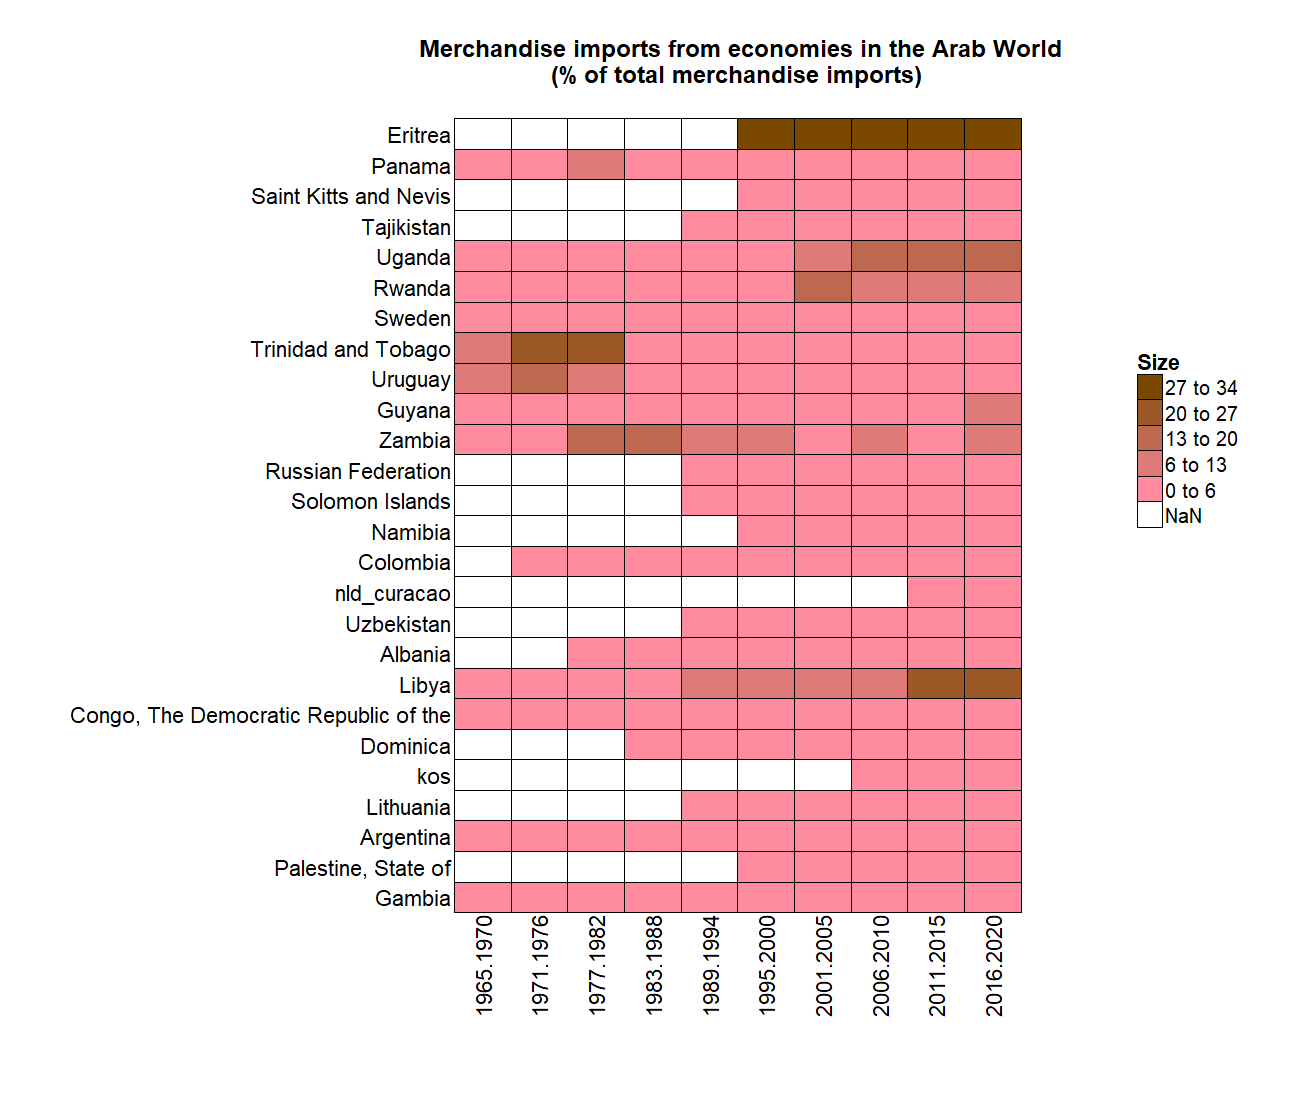 Merchandise imports from economies in the Arab World
(% of total merchandise imports)
Eritrea
Panama
Saint Kitts and Nevis
Tajikistan
Uganda
Rwanda
Sweden
Trinidad and Tobago
Uruguay
Guyana
Zambia
Russian Federation
Solomon Islands
Namibia
Colombia
nld_curacao
Uzbekistan
Albania
Libya
Congo, The Democratic Republic of the
Dominica
kos
Lithuania
Argentina
Palestine, State of
Gambia
1965.1970
1971.1976
1977.1982
1983.1988
1989.1994
1995.2000
2001.2005
2006.2010
2011.2015
2016.2020
Size
27 to 34
20 to 27
13 to 20
6 to 13
0 to 6
NaN